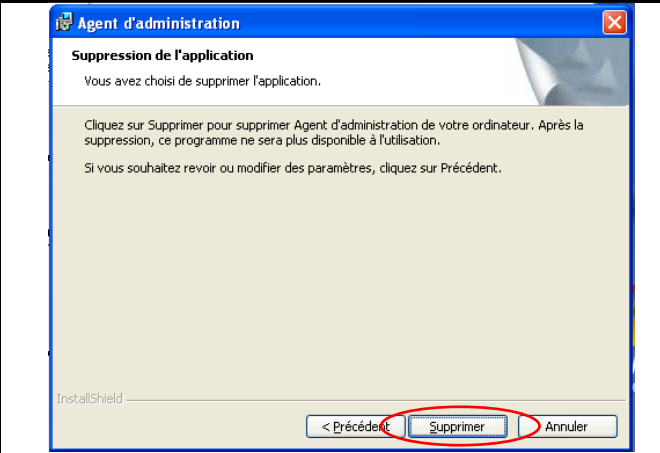 Agent d'administration
Suppression de l'application
Vous avez choisi de supprimer l'application.
Cliquez sur Supprimer pour supprimer Agent d'administration de votre ordinateur. Après la
suppression, ce programme ne sera plus disponible à l'utilisation.
Si vous souhaitez revoir ou modifier des paramètres, cliquez sur Précédent.
InstallShield
< Précédent
Supprimer
Annuler